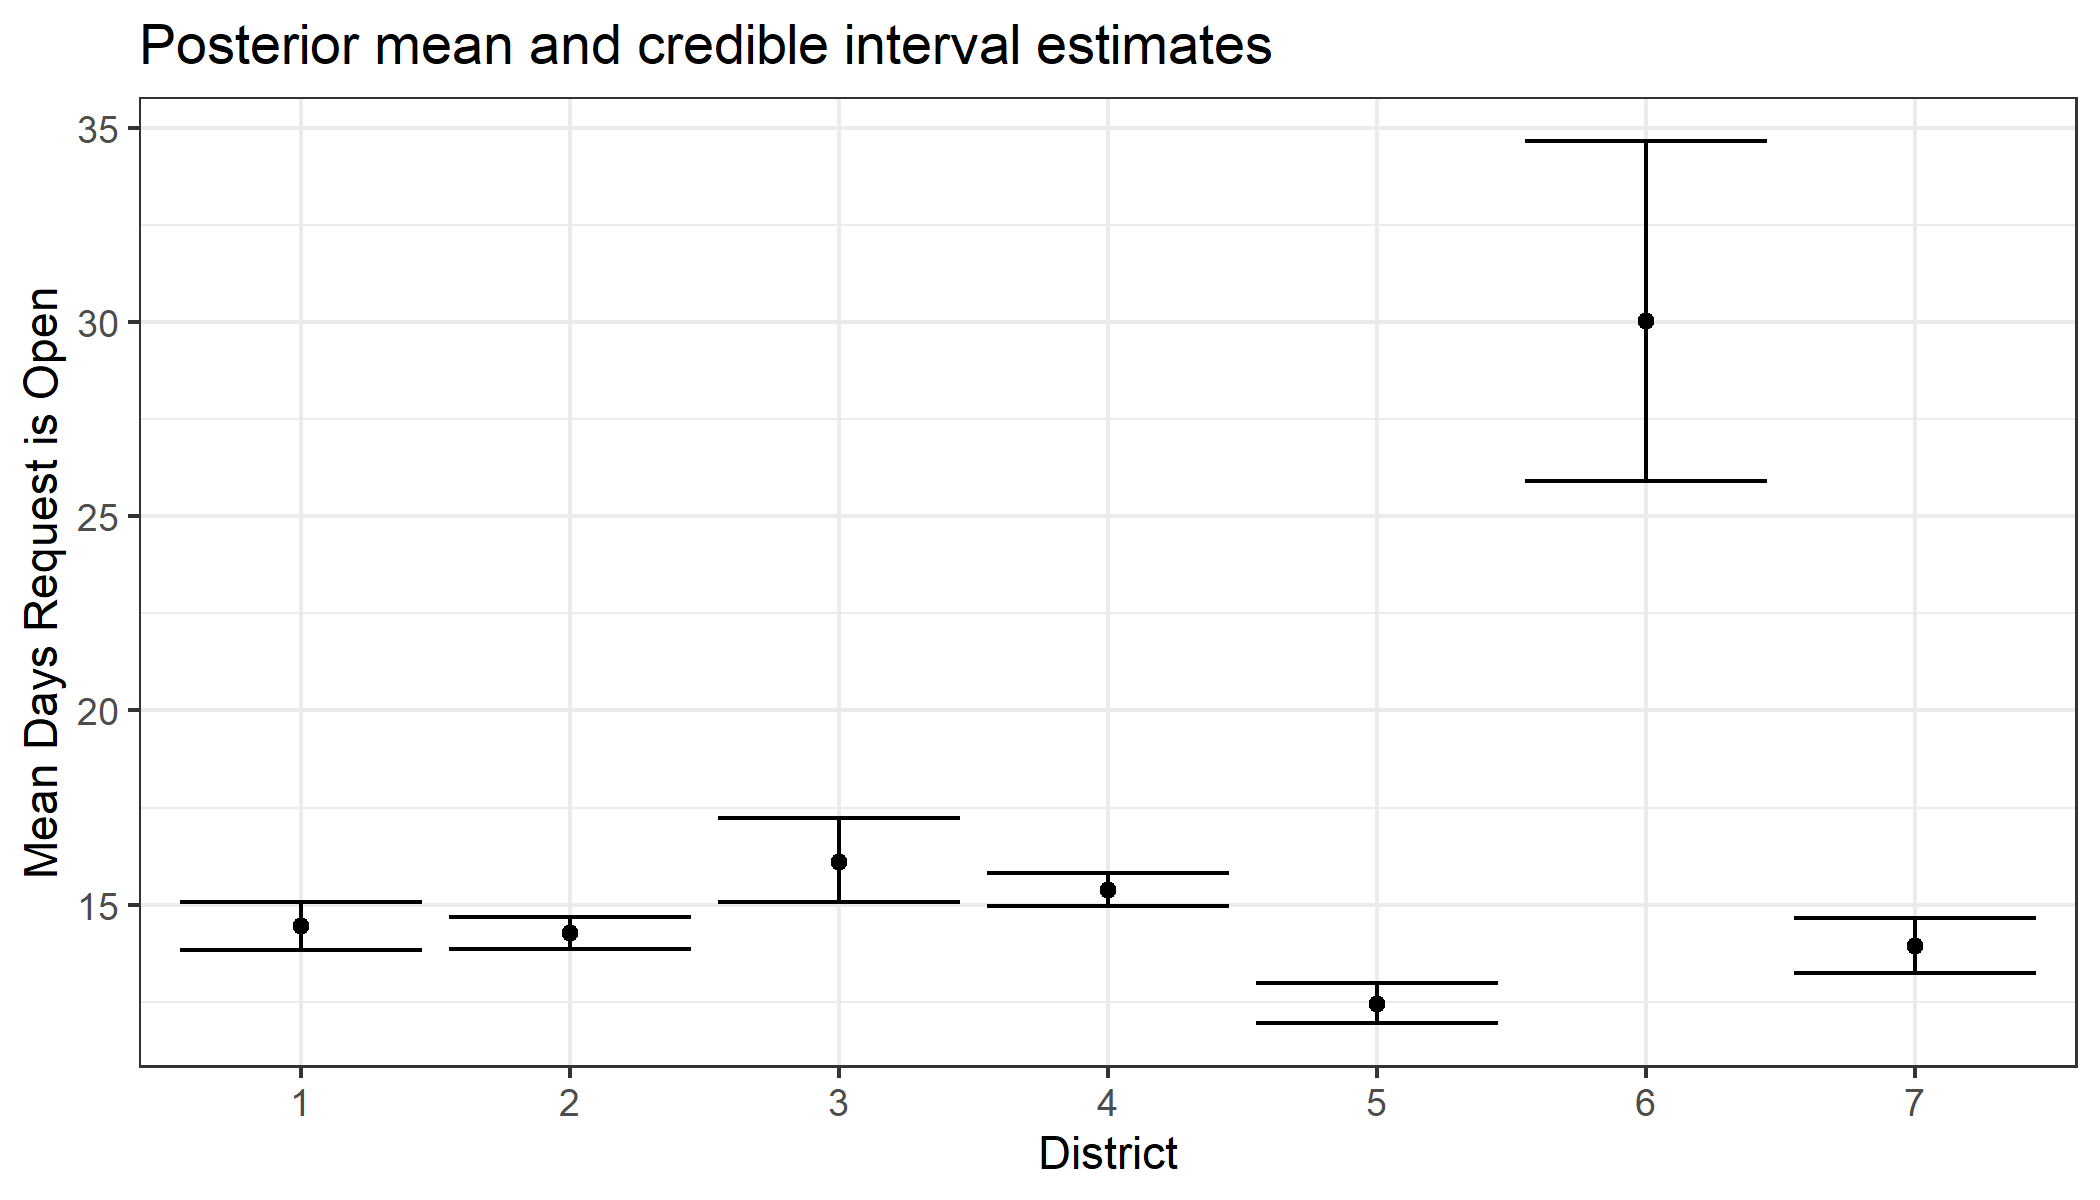 Posterior mean and credible interval estimates
Mean Days Request is Open
35
30
25
20
15
1 2 3 4 5 6 7
District